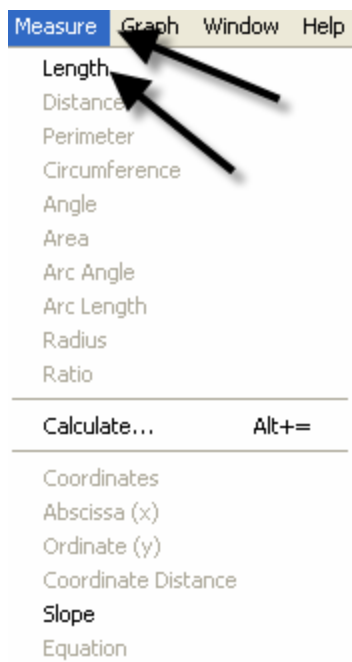 Measure Graph Window Help
Length
Distance
Perimeter
Circumference
Angle
Area
Arc Angle
Arc Length
Radius
Ratio
Calculate... Alt+=
Coordinates
Abscissa (x)
Ordinate (y)
Coordinate Distance
Slope
Equation